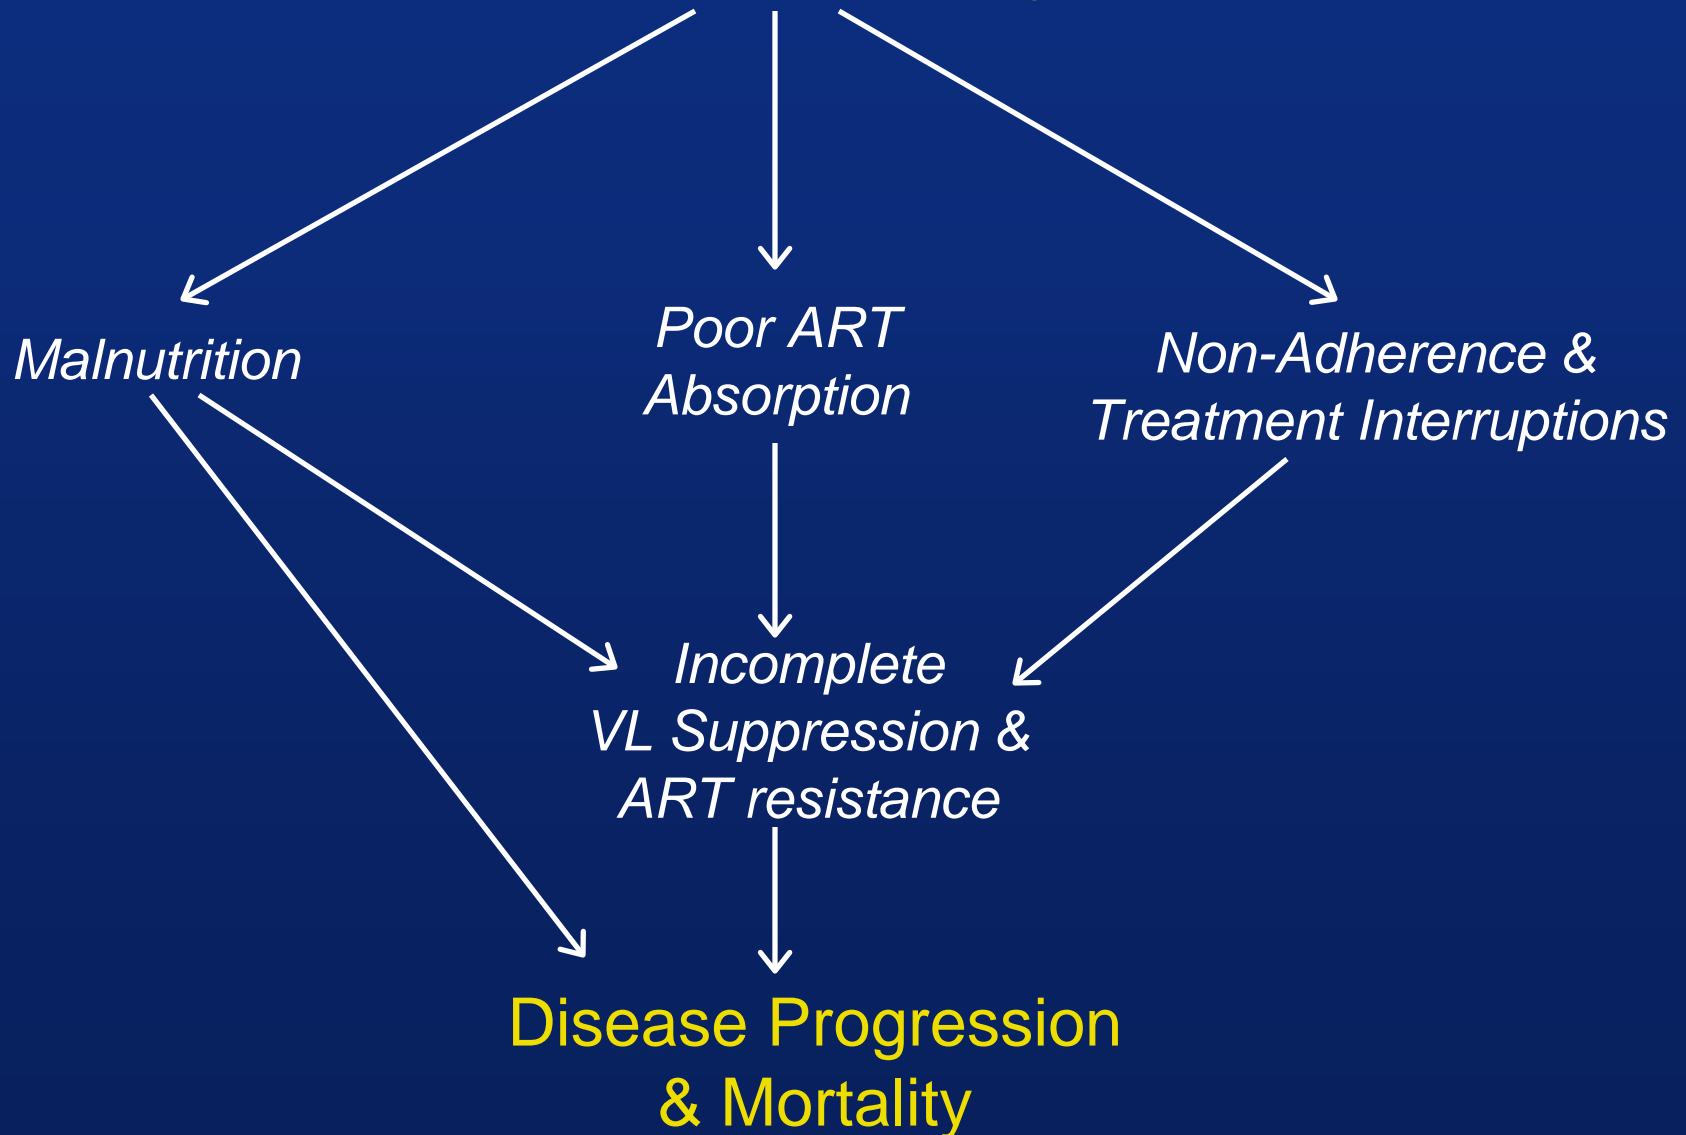 Malnutrition
Poor ART
Absorption
Non-Adherence &
Treatment Interruptions
Incomplete
VL Suppression &
ART resistance
Disease Progression
& Mortality